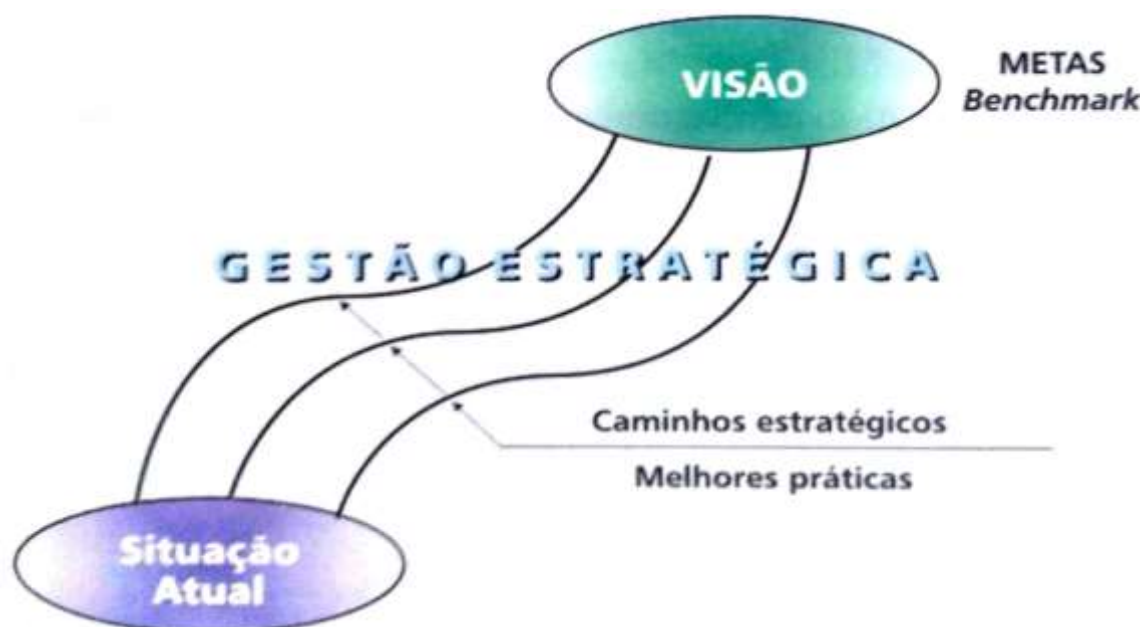 VISÃO
METAS
Benchmark
GESTÃO ESTRATÉGICA
Caminhos estratégicos
Melhores práticas
Situação
Atual